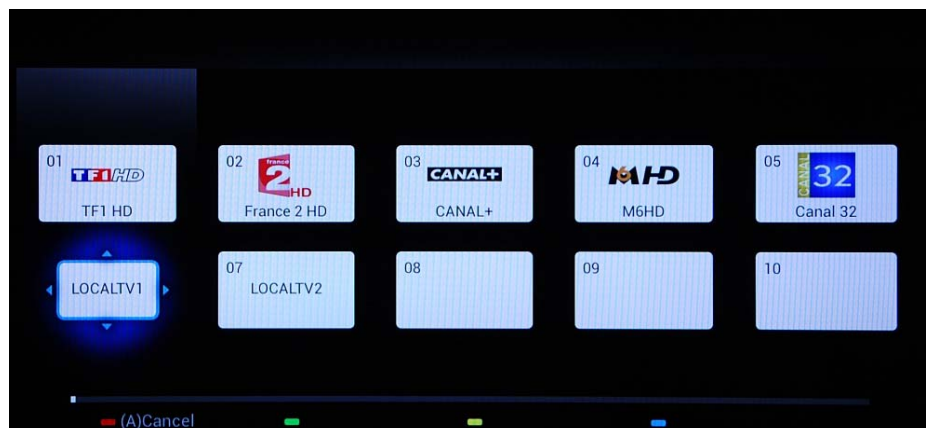 01
TF1 HD
TF1 HD
02
france
2
HD
France 2 HD
03
CANAL+
CANAL+
04
M6 HD
M6HD
05
CANAL
32
Canal 32
LOCALTV1
07
LOCALTV2
08
09
10
(A)Cancel